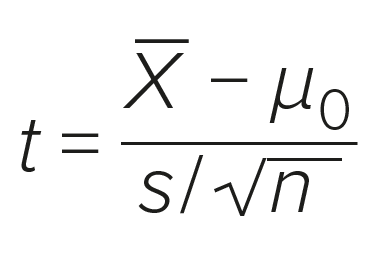 t = (x̅ − μ₀) / (s/√n)